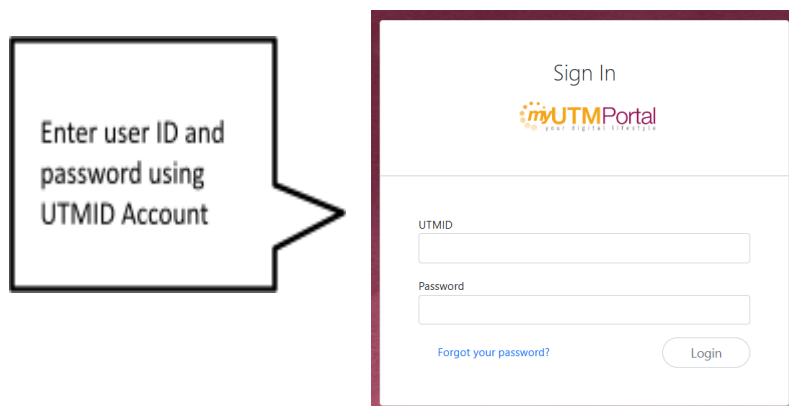 Enter user ID and
password using
UTMID Account
Sign In
myUTMPortal
your digital lifestyle
UTMID
Password
Forgot your password?
Login